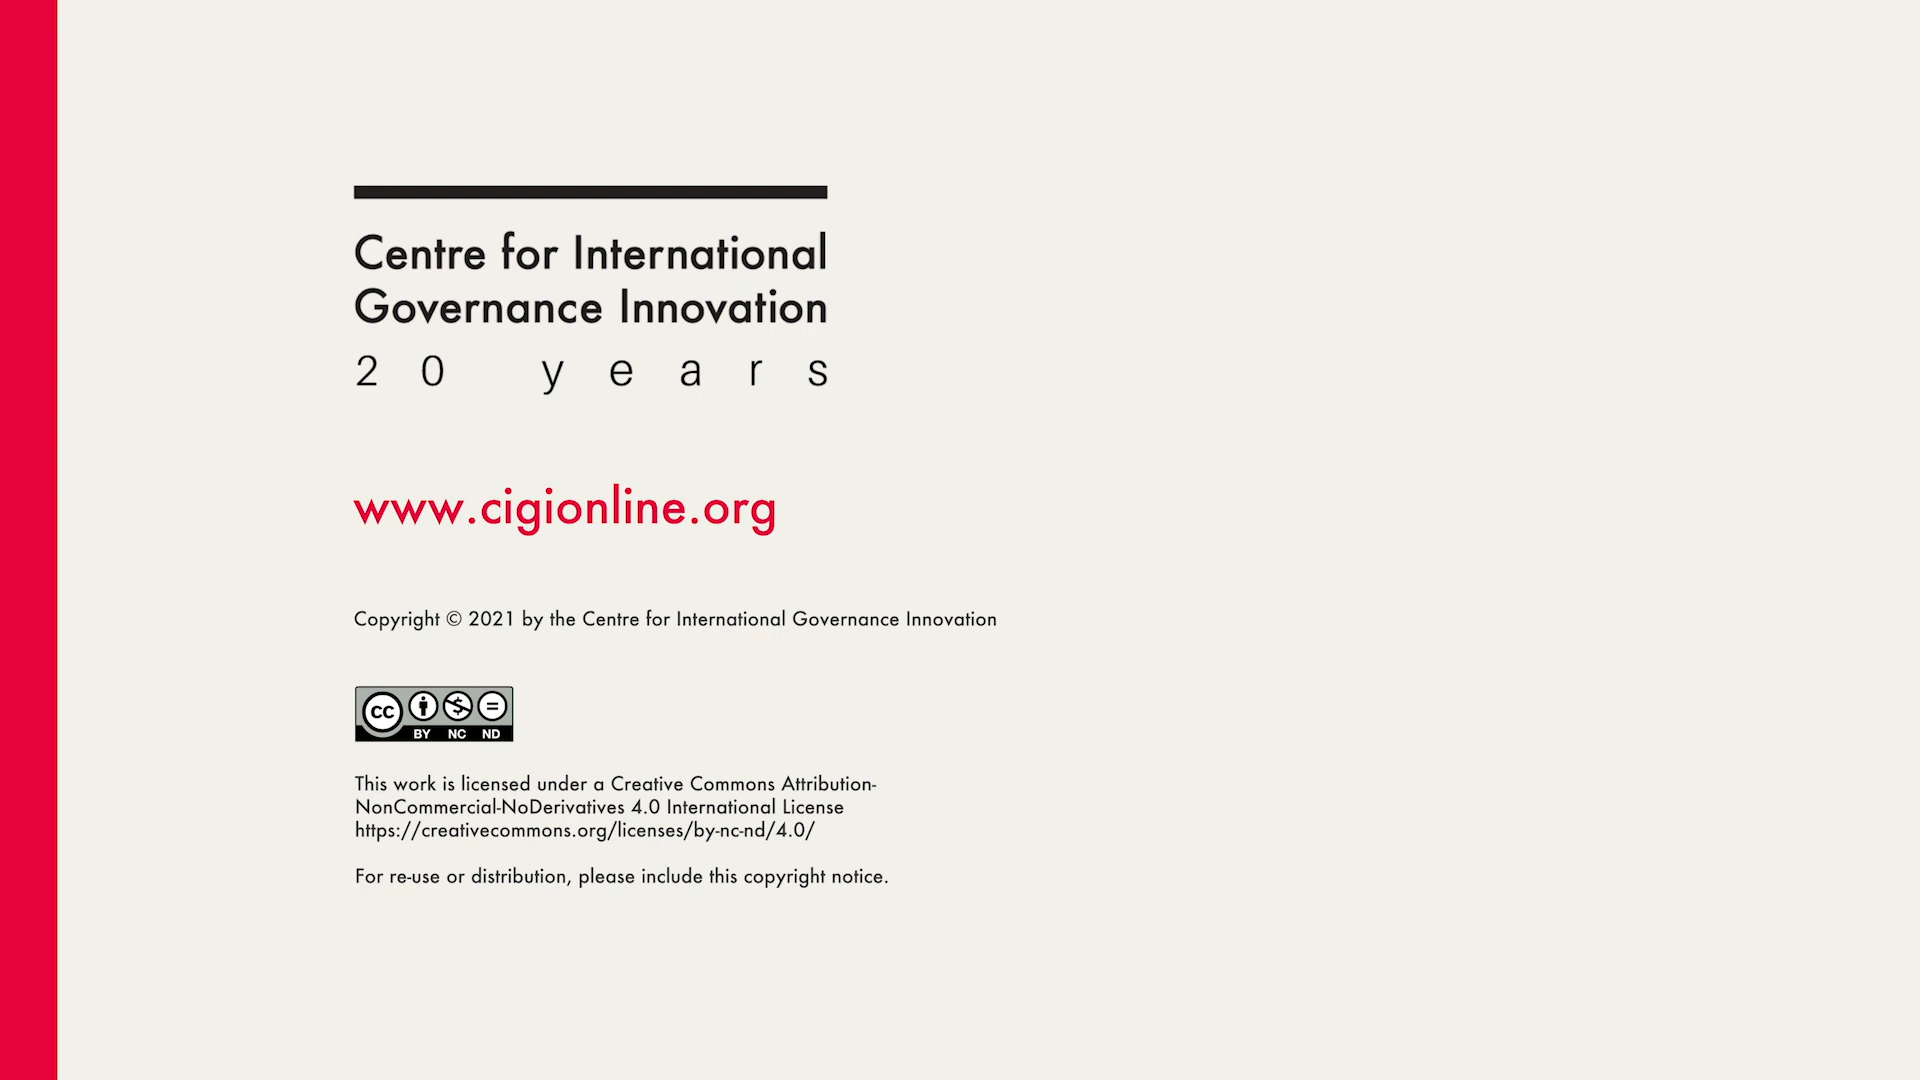 Centre for International
Governance Innovation
20 years
www.cigionline.org
Copyright © 2021 by the Centre for International Governance Innovation
cc
BY NC ND
This work is licensed under a Creative Commons Attribution-
NonCommercial-NoDerivatives 4.0 International License
https://creativecommons.org/licenses/by-nc-nd/4.0/
For re-use or distribution, please include this copyright notice.